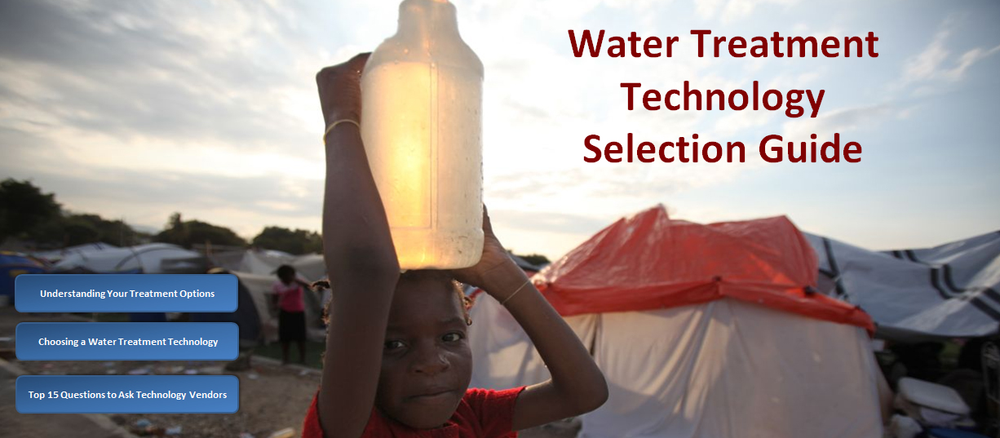 Water Treatment
Technology
Selection Guide
Understanding Your Treatment Options
Choosing a Water Treatment Technology
Top 15 Questions to Ask Technology Vendors